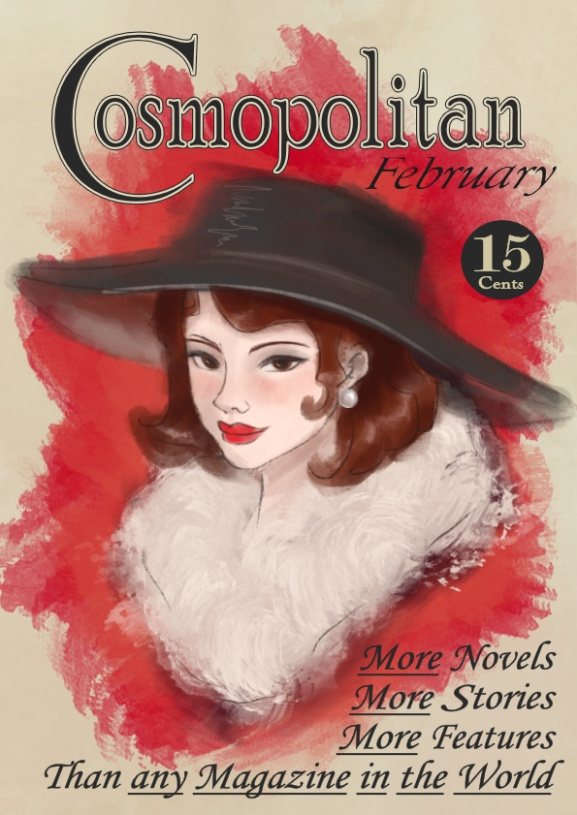 Cosmopolitan
February
15
Cents
More Novels
More Stories
More Features
Than any Magazine in the World